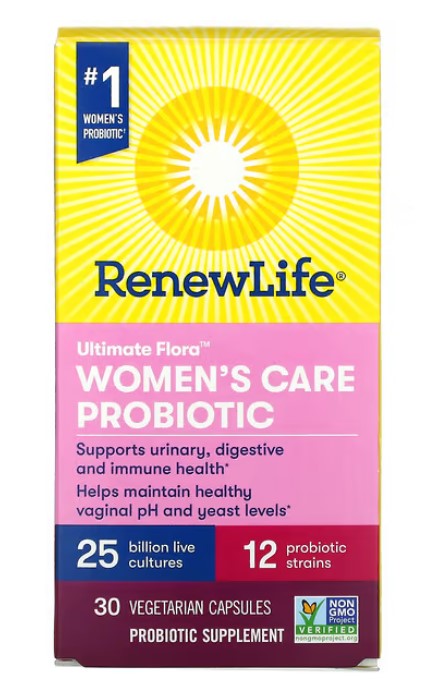 #1
WOMEN'S
PROBIOTIC†
RenewLife®
Ultimate Flora™
WOMEN'S CARE
PROBIOTIC
Supports urinary, digestive
and immune health*
Helps maintain healthy
vaginal pH and yeast levels*
25 billion live
cultures
12 probiotic
strains
30 VEGETARIAN CAPSULES
PROBIOTIC SUPPLEMENT
NON
GMO
Project
VERIFIED
nongmoproject.org